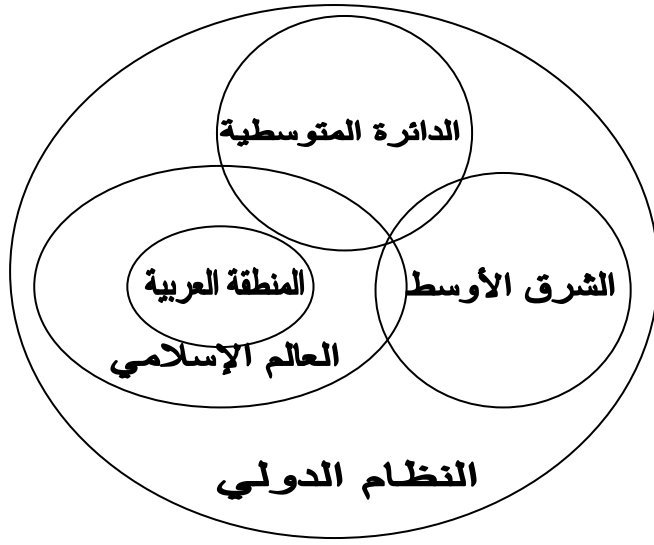 الدائرة المتوسطية
الشرق الأوسط
المنطقة العربية
العالم الإسلامي
النظام الدولي